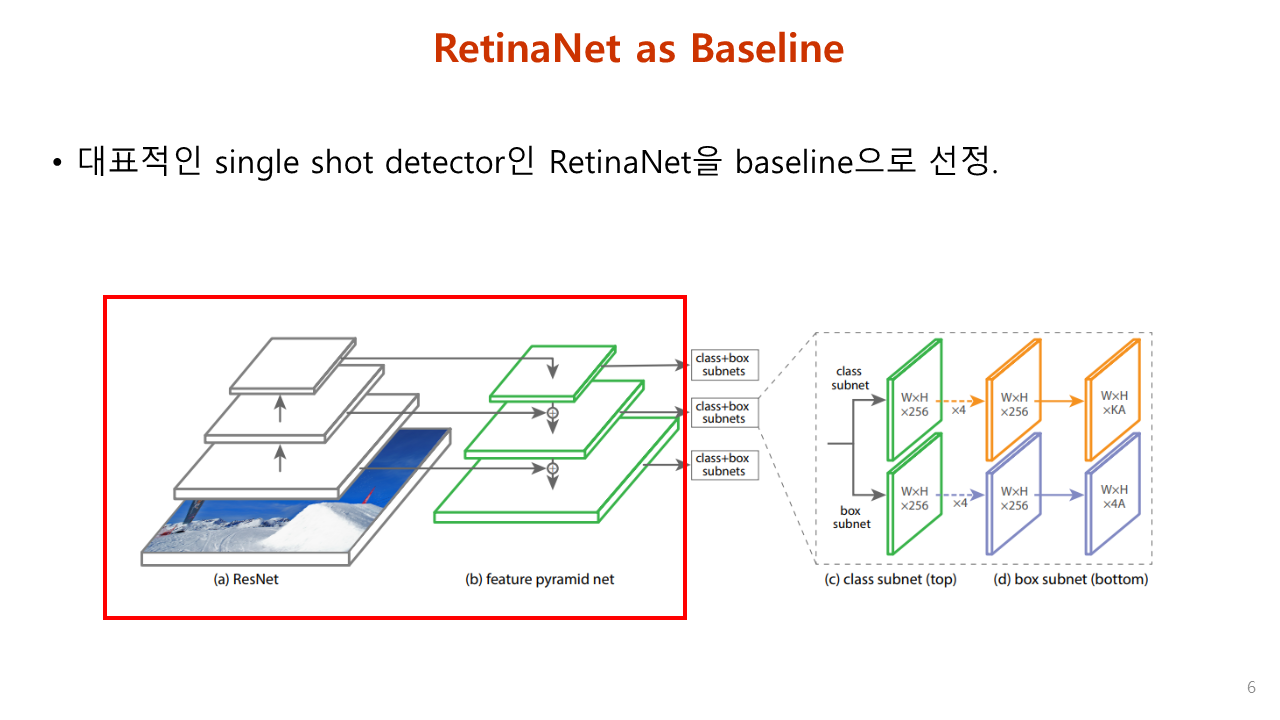 RetinaNet as Baseline
• 대표적인 single shot detector인 RetinaNet을 baseline으로 선정.
class+box
subnets
class+box
subnets
class+box
subnets
(a) ResNet
(b) feature pyramid net
class
subnet
W×H
×256
×4
W×H
×256
W×H
×KA
box
subnet
W×H
×256
×4
W×H
×256
W×H
×4A
(c) class subnet (top)
(d) box subnet (bottom)
6